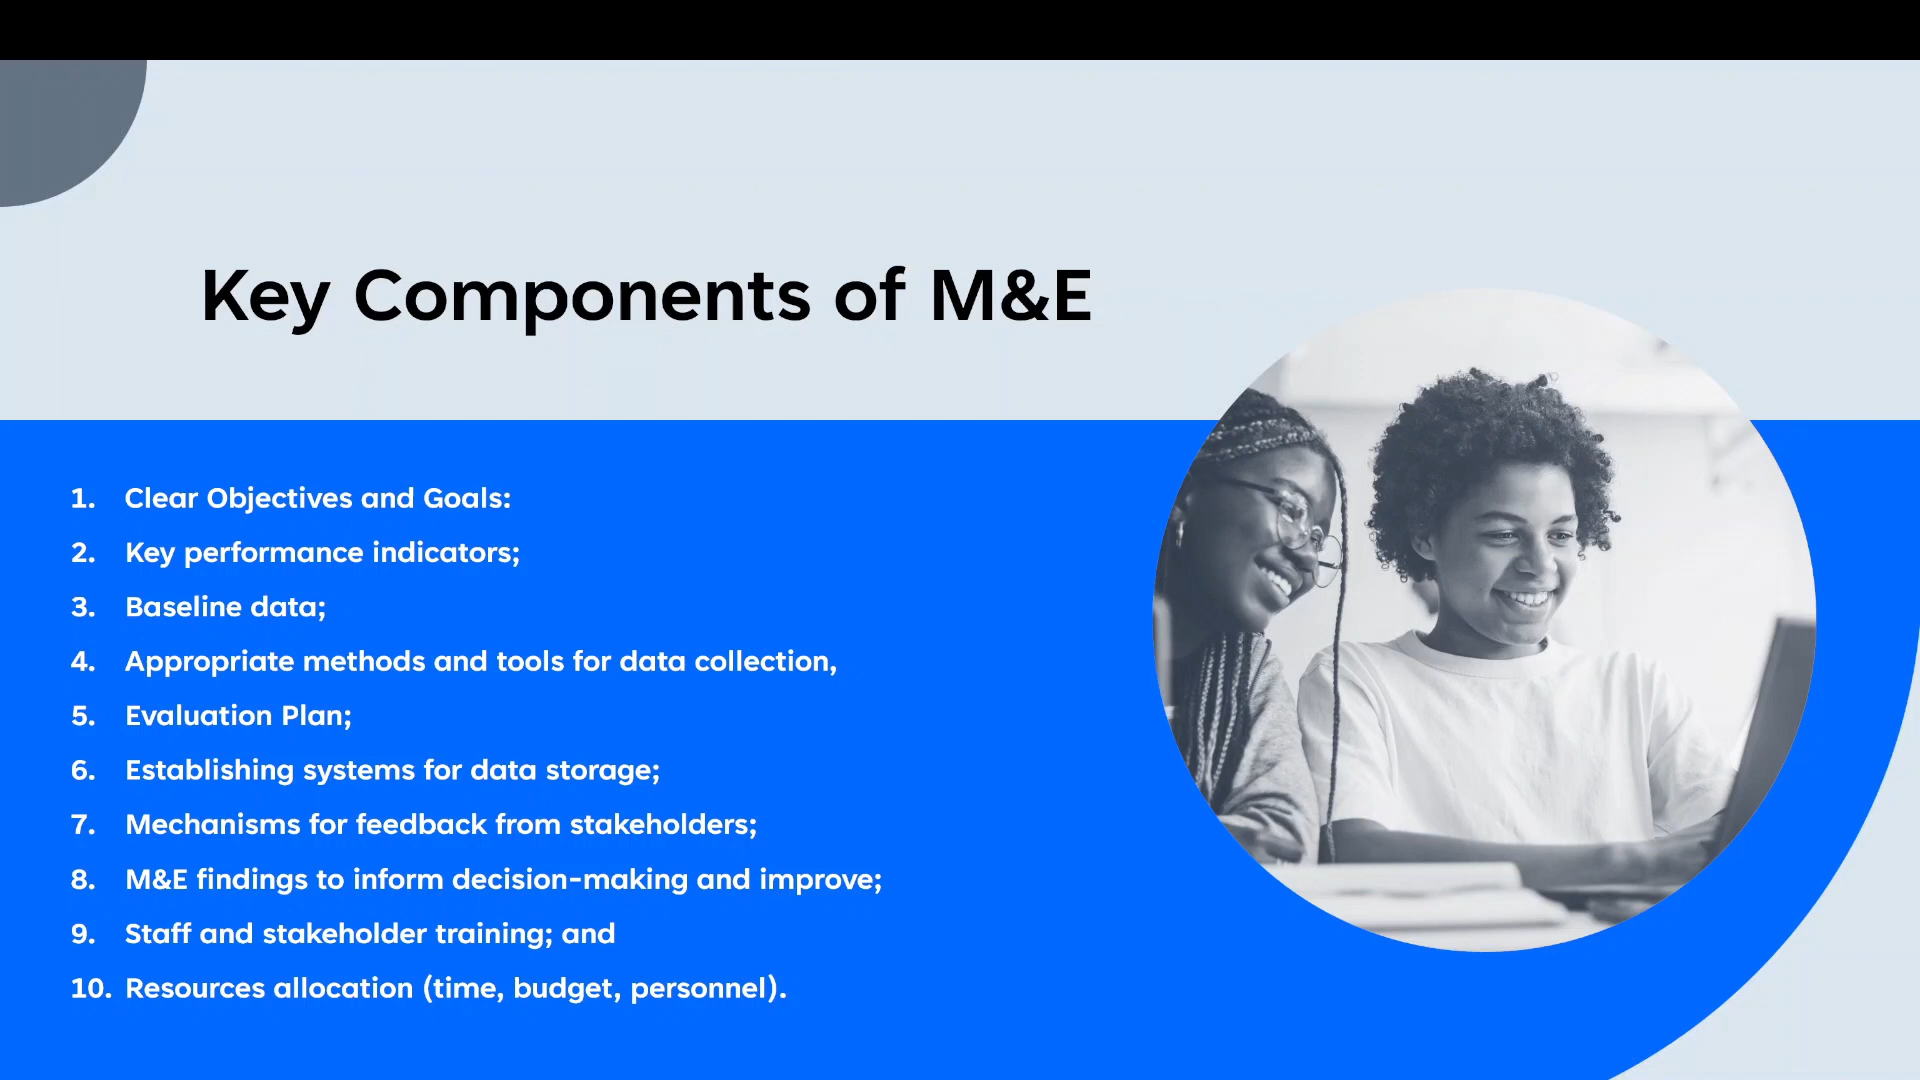 Key Components of M&E
1. Clear Objectives and Goals:
2. Key performance indicators;
3. Baseline data;
4. Appropriate methods and tools for data collection,
5. Evaluation Plan;
6. Establishing systems for data storage;
7. Mechanisms for feedback from stakeholders;
8. M&E findings to inform decision-making and improve;
9. Staff and stakeholder training; and
10. Resources allocation (time, budget, personnel).